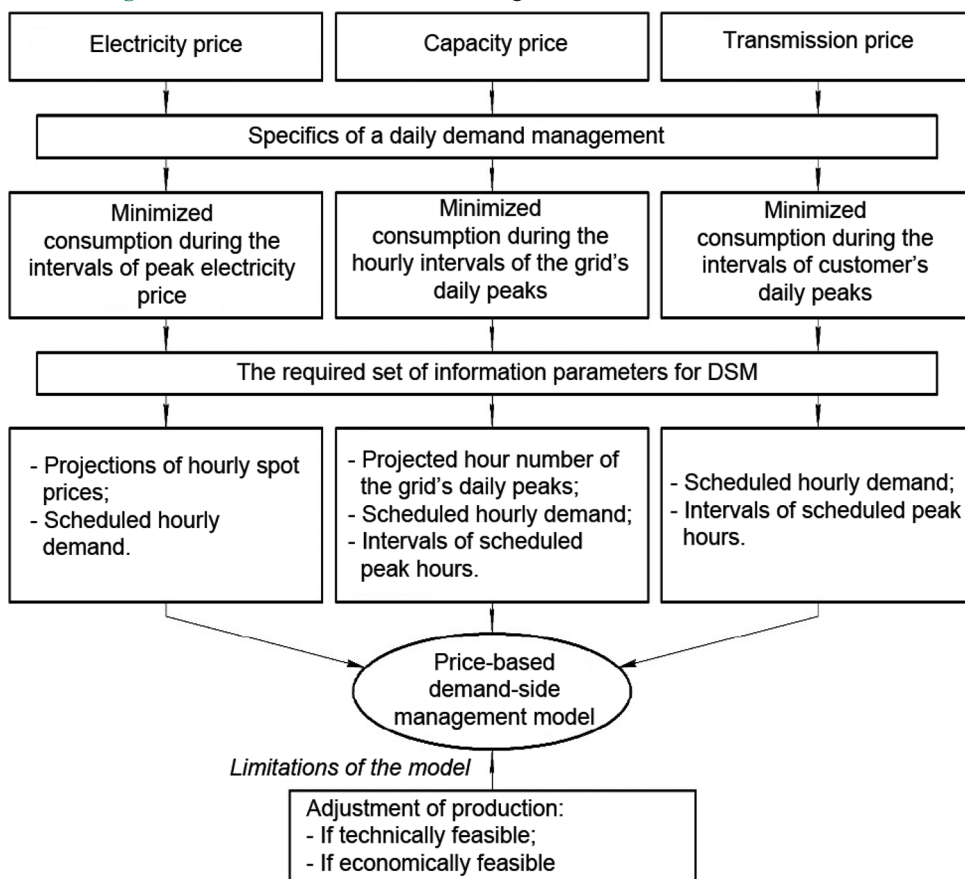 Electricity price
Capacity price
Transmission price
Specifics of a daily demand management
Minimized
consumption during the
intervals of peak electricity
price
Minimized
consumption during the
hourly intervals of the grid's
daily peaks
Minimized
consumption during the
intervals of customer's
daily peaks
The required set of information parameters for DSM
- Projections of hourly spot
prices;
- Scheduled hourly
demand.
- Projected hour number of
the grid's daily peaks;
- Scheduled hourly demand;
- Intervals of scheduled
peak hours.
- Scheduled hourly demand;
- Intervals of scheduled peak
hours.
Price-based
demand-side
management model
Limitations of the model
Adjustment of production:
- If technically feasible;
- If economically feasible